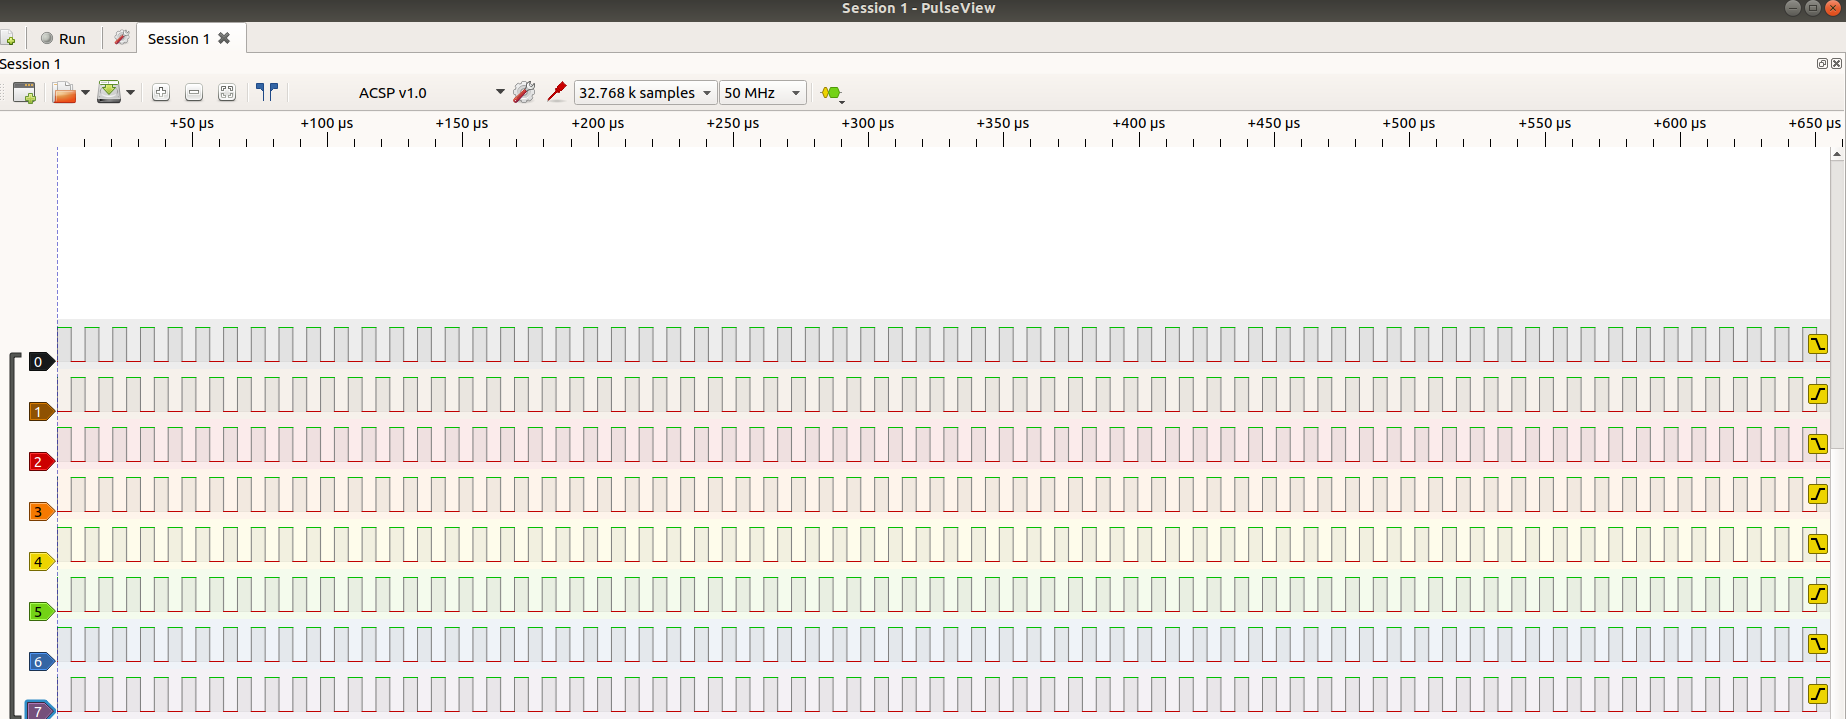 Session 1 - PulseView
Run
Session 1
Session 1
ACSP v1.0
32.768 k samples
50 MHz
+50 µs +100 µs +150 µs +200 µs +250 µs +300 µs +350 µs +400 µs +450 µs +500 µs +550 µs +600 µs +650 µs
0
1
2
3
4
5
6
7